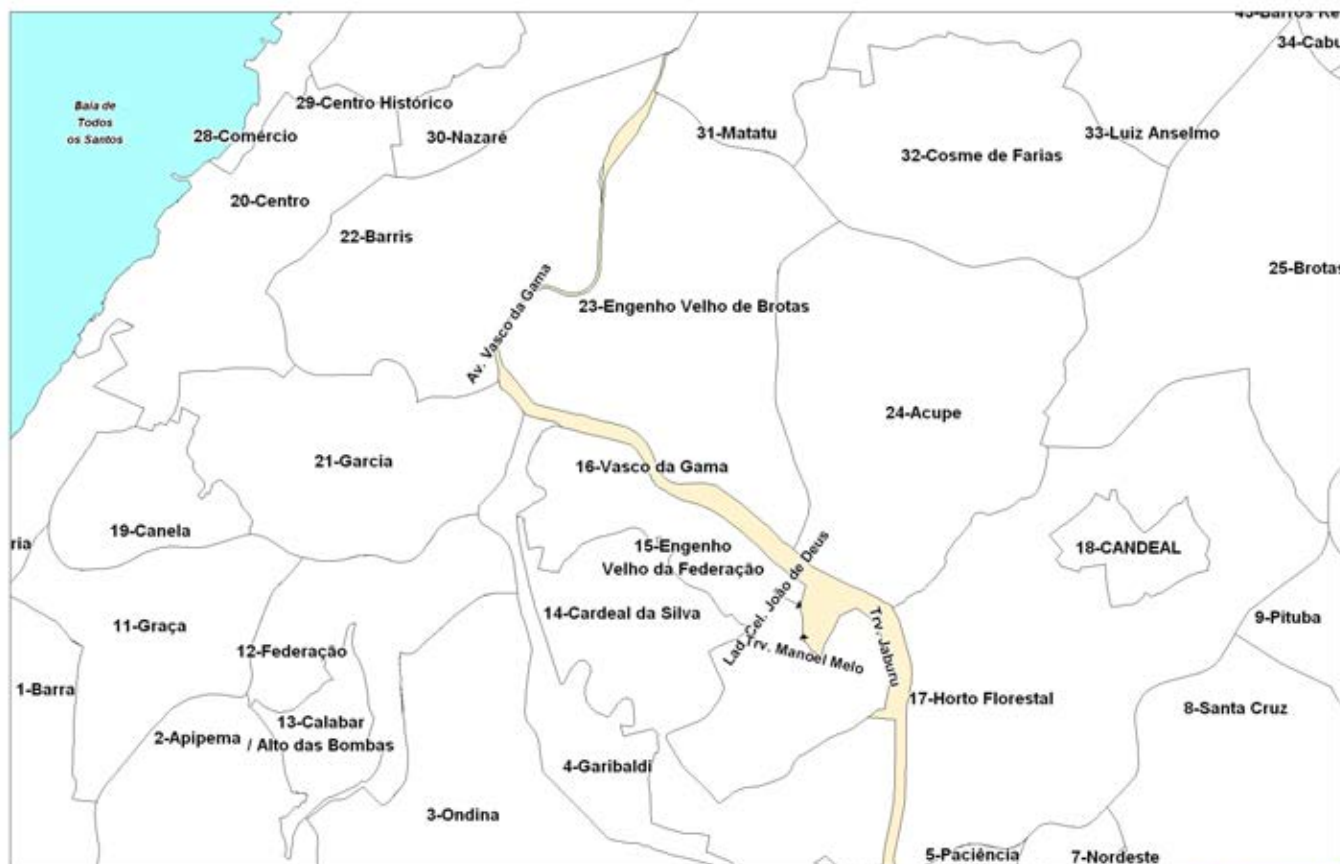 43-Barros Re
34-Cabu
Baía de
Todos
os Santos
29-Centro Histórico
28-Comércio
30-Nazaré
31-Matatu
33-Luiz Anselmo
32-Cosme de Farias
20-Centro
22-Barris
25-Brotas
Av. Vasco da Gama
23-Engenho Velho de Brotas
24-Acupe
21-Garcia
16-Vasco da Gama
19-Canela
ria
15-Engenho
Velho da Federação
18-CANDEAL
Lad. Cel. João de Deus
14-Cardeal da Silva
11-Graça
9-Pituba
12-Federação
Trv. Manoel Melo
Trv. Jaburu
1-Barra
17-Horto Florestal
8-Santa Cruz
13-Calabar
/ Alto das Bombas
2-Apipema
4-Garibaldi
3-Ondina
5-Paciência
7-Nordeste